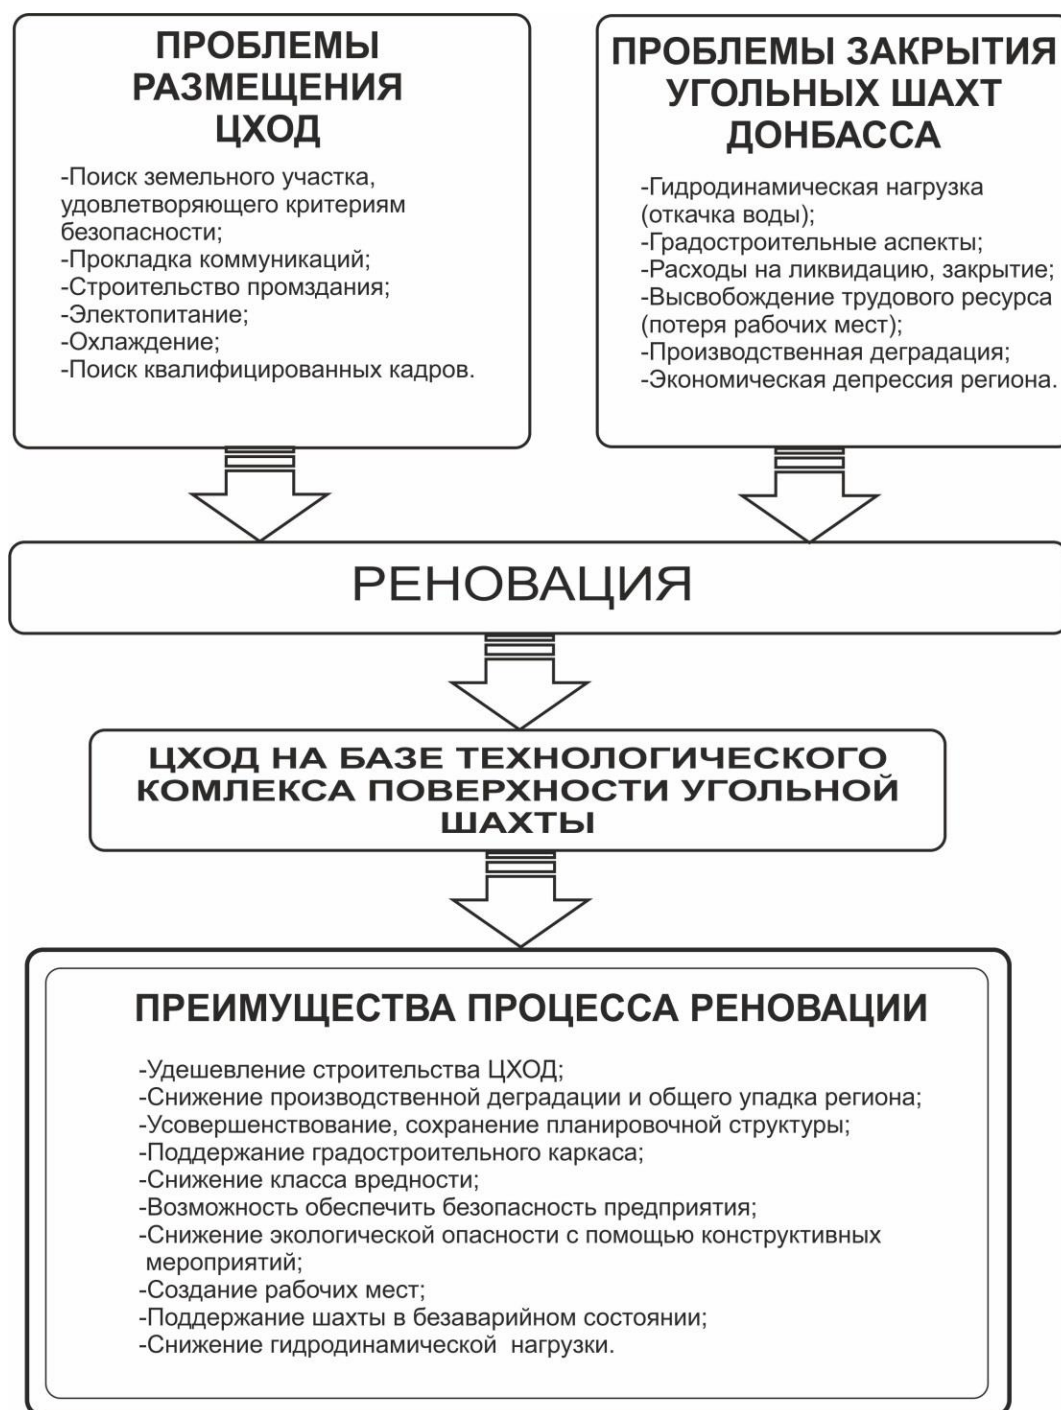 ПРОБЛЕМЫ
РАЗМЕЩЕНИЯ
ЦХОД
-Поиск земельного участка,
удовлетворяющего критериям
безопасности;
-Прокладка коммуникаций;
-Строительство промздания;
-Электопитание;
-Охлаждение;
-Поиск квалифицированных кадров.
ПРОБЛЕМЫ ЗАКРЫТИЯ
УГОЛЬНЫХ ШАХТ
ДОНБАССА
-Гидродинамическая нагрузка
(откачка воды);
-Градостроительные аспекты;
-Расходы на ликвидацию, закрытие;
-Высвобождение трудового ресурса
(потеря рабочих мест);
-Производственная деградация;
-Экономическая депрессия региона.
РЕНОВАЦИЯ
ЦХОД НА БАЗЕ ТЕХНОЛОГИЧЕСКОГО
КОМЛЕКСА ПОВЕРХНОСТИ УГОЛЬНОЙ
ШАХТЫ
ПРЕИМУЩЕСТВА ПРОЦЕССА РЕНОВАЦИИ
-Удешевление строительства ЦХОД;
-Снижение производственной деградации и общего упадка региона;
-Усовершенствование, сохранение планировочной структуры;
-Поддержание градостроительного каркаса;
-Снижение класса вредности;
-Возможность обеспечить безопасность предприятия;
-Снижение экологической опасности с помощью конструктивных
мероприятий;
-Создание рабочих мест;
-Поддержание шахты в безаварийном состоянии;
-Снижение гидродинамической нагрузки.